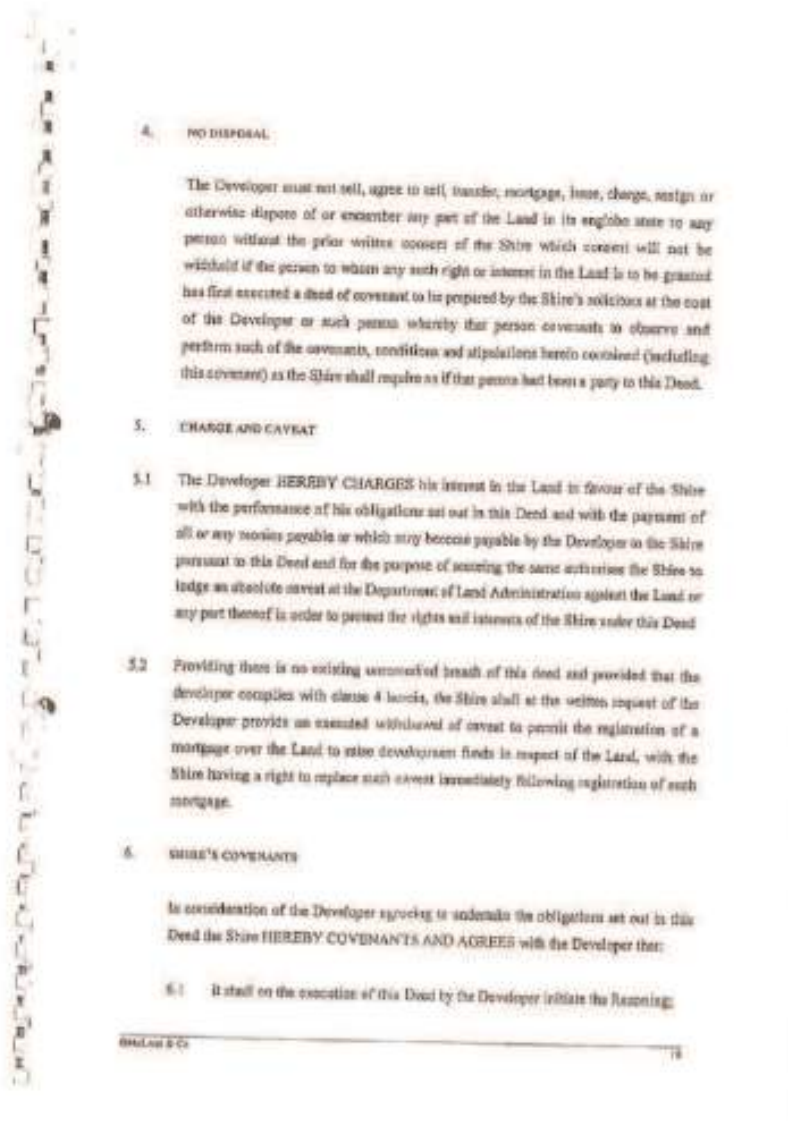 4. NO DISPOSAL
The Developer must not sell, agree to sell, transfer, mortgage, lease, charge, assign or
otherwise dispose of or encumber any part of the Land in its englobo state to any
person without the prior written consent of the Shire which consent will not be
withheld if the person to whom any such right or interest in the Land is to be granted
has first executed a deed of covenant to be prepared by the Shire's solicitors at the cost
of the Developer or such person whereby that person covenants to observe and
perform such of the covenants, conditions and stipulations herein contained (including
this covenant) as the Shire shall require as if that person had been a party to this Deed.
5. CHARGE AND CAVEAT
5.1 The Developer HEREBY CHARGES his interest in the Land in favour of the Shire
with the performance of his obligations set out in this Deed and with the payment of
all or any monies payable or which may become payable by the Developer to the Shire
pursuant to this Deed and for the purpose of securing the same authorises the Shire to
lodge an absolute caveat at the Department of Land Administration against the Land or
any part thereof in order to protect the rights and interests of the Shire under this Deed
5.2 Providing there is no existing unremedied breach of this deed and provided that the
developer complies with clause 4 herein, the Shire shall at the written request of the
Developer provide an executed withdrawal of caveat to permit the registration of a
mortgage over the Land to raise development funds in respect of the Land, with the
Shire having a right to replace such caveat immediately following registration of such
mortgage.
6. SHIRE'S COVENANTS
In consideration of the Developer agreeing to undertake the obligations set out in this
Deed the Shire HEREBY COVENANTS AND AGREES with the Developer that:
6.1 It shall on the execution of this Deed by the Developer initiate the Rezoning;
& Co